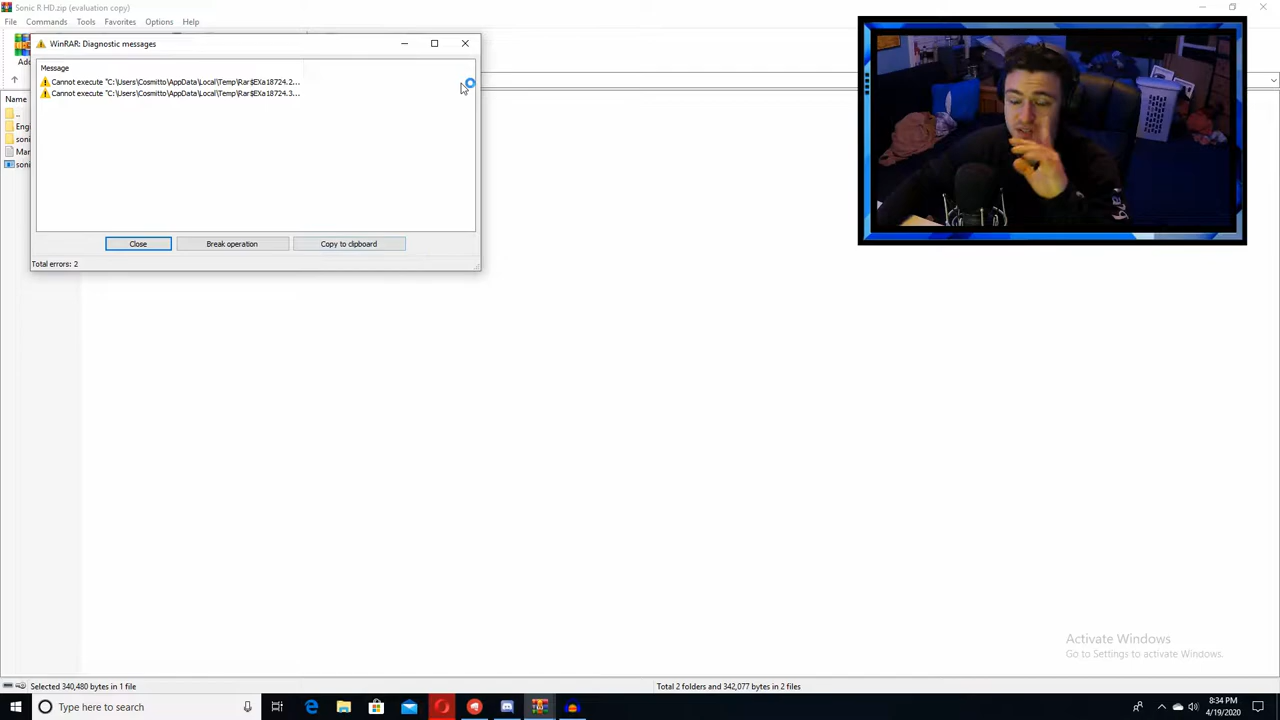 Sonic R HD.zip (evaluation copy)
File Commands Tools Favorites Options Help
WinRAR: Diagnostic messages
Message
Cannot execute "C:\Users\Cosmitto\AppData\Local\Temp\Rar$EXa18724.2...
Cannot execute "C:\Users\Cosmitto\AppData\Local\Temp\Rar$EXa18724.3...
Name
..
Close Break operation Copy to clipboard
Total errors: 2
Activate Windows
Go to Settings to activate Windows.
Selected 340,480 bytes in 1 file
Total 2 folders and 342,077 bytes in 2 files
Type here to search
8:34 PM
4/19/2020